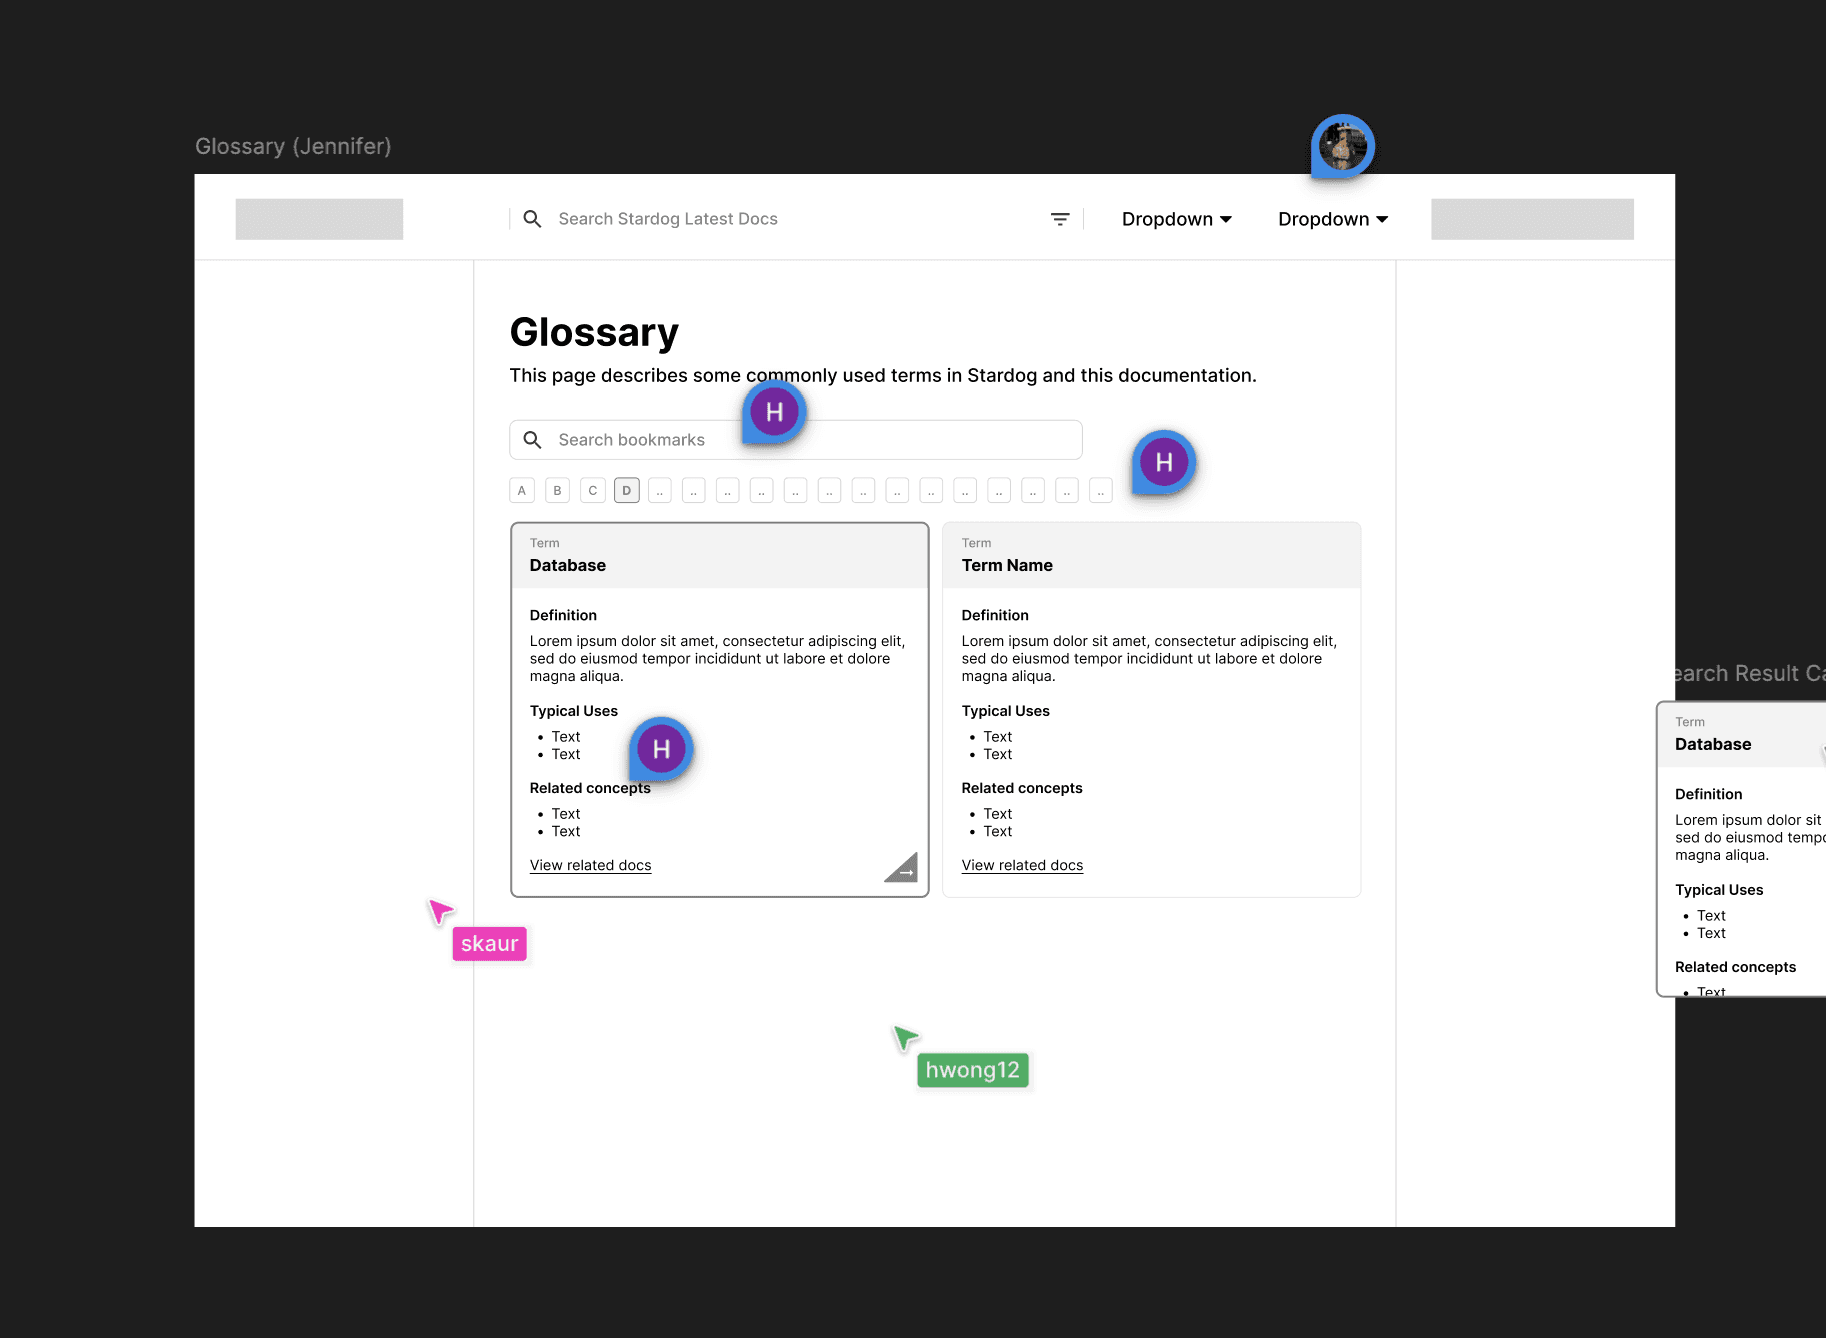 Glossary (Jennifer)
Search Stardog Latest Docs
Dropdown
Dropdown
Glossary
This page describes some commonly used terms in Stardog and this documentation.
H
Search bookmarks
H
A B C D .. .. .. .. .. .. .. .. .. .. .. .. .. ..
Term
Database
Definition
Lorem ipsum dolor sit amet, consectetur adipiscing elit,
sed do eiusmod tempor incididunt ut labore et dolore
magna aliqua.
Typical Uses
• Text
• Text
H
Related concepts
• Text
• Text
View related docs
Term
Term Name
Definition
Lorem ipsum dolor sit amet, consectetur adipiscing elit,
sed do eiusmod tempor incididunt ut labore et dolore
magna aliqua.
Typical Uses
• Text
• Text
Related concepts
• Text
• Text
View related docs
earch Result Ca
Term
Database
Definition
Lorem ipsum dolor sit
sed do eiusmod tempo
magna aliqua.
Typical Uses
• Text
• Text
Related concepts
• Text
skaur
hwong12